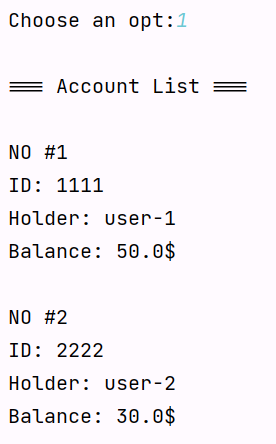 Choose an opt:1
=== Account List ===
NO #1
ID: 1111
Holder: user-1
Balance: 50.0$
NO #2
ID: 2222
Holder: user-2
Balance: 30.0$